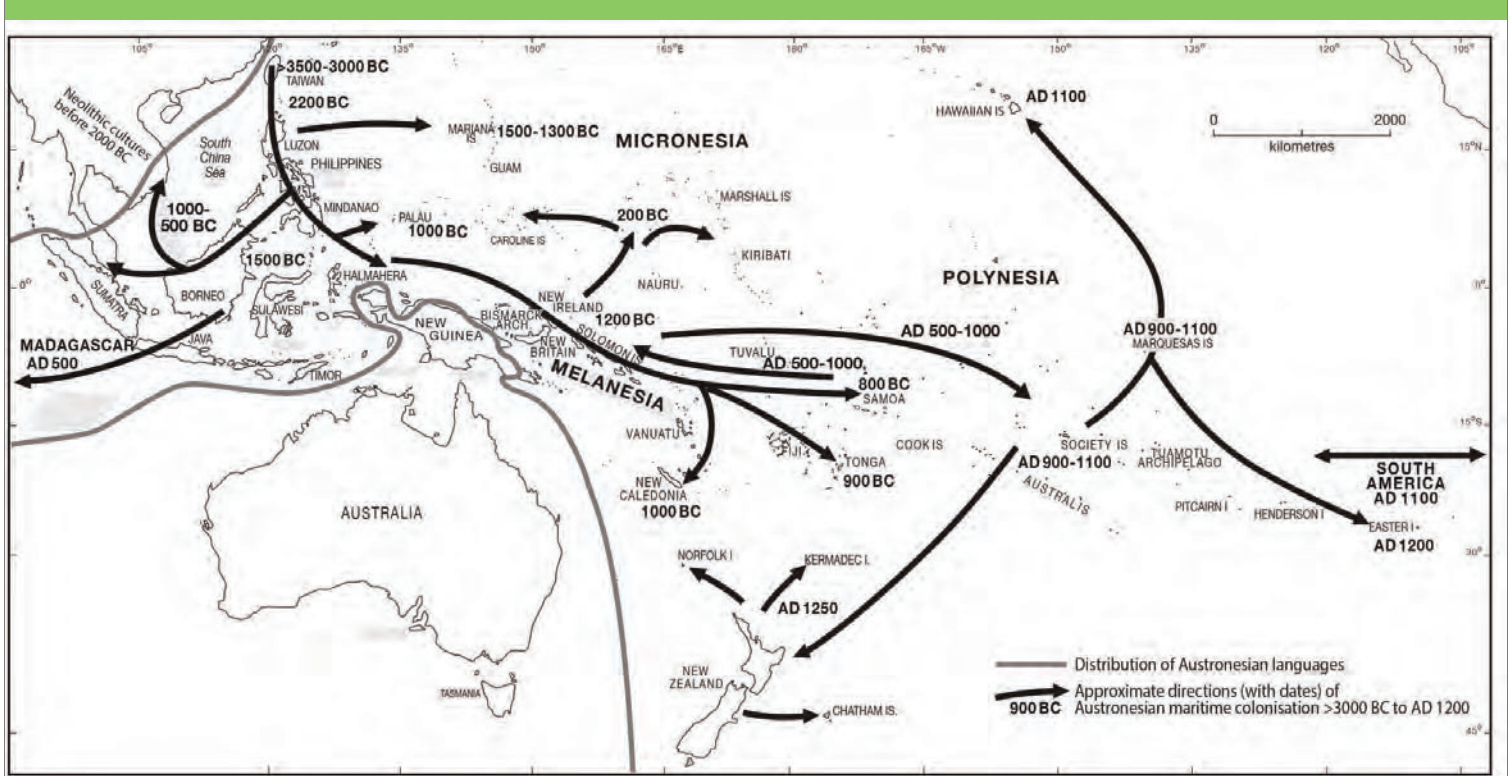 105°
120°
135°
150°
165°E
180°
165°W
150°
135°
120°
105°
>3500-3000 BC
TAIWAN
2200 BC
Neolithic cultures
before 2000 BC
South
China
Sea
LUZON
PHILIPPINES
MINDANAO
MARIANA
IS
1500-1300 BC
GUAM
MICRONESIA
HAWAIIAN IS
AD 1100
0
2000
kilometres
15°N
1000-
500 BC
PALAU
1000 BC
CAROLINE IS
200 BC
MARSHALL IS
KIRIBATI
NAURU
POLYNESIA
1500 BC
HALMAHERA
0°
0°
SUMATRA
BORNEO
SULAWESI
JAVA
TIMOR
MADAGASCAR
AD 500
NEW
GUINEA
BISMARCK
ARCH.
NEW
IRELAND
1200 BC
NEW
BRITAIN
SOLOMON IS
MELANESIA
AD 500-1000
TUVALU
AD 500-1000
800 BC
SAMOA
AD 900-1100
MARQUESAS IS
VANUATU
FIJI
TONGA
900 BC
COOK IS
SOCIETY IS
AD 900-1100
TUAMOTU
ARCHIPELAGO
AUSTRALIS
15°S
SOUTH
AMERICA
AD 1100
PITCAIRN I
HENDERSON I
EASTER I
AD 1200
NEW
CALEDONIA
1000 BC
AUSTRALIA
NORFOLK I
KERMADEC I.
30°
AD 1250
NEW
ZEALAND
TASMANIA
CHATHAM IS.
Distribution of Austronesian languages
Approximate directions (with dates) of
900 BC Austronesian maritime colonisation >3000 BC to AD 1200
45°